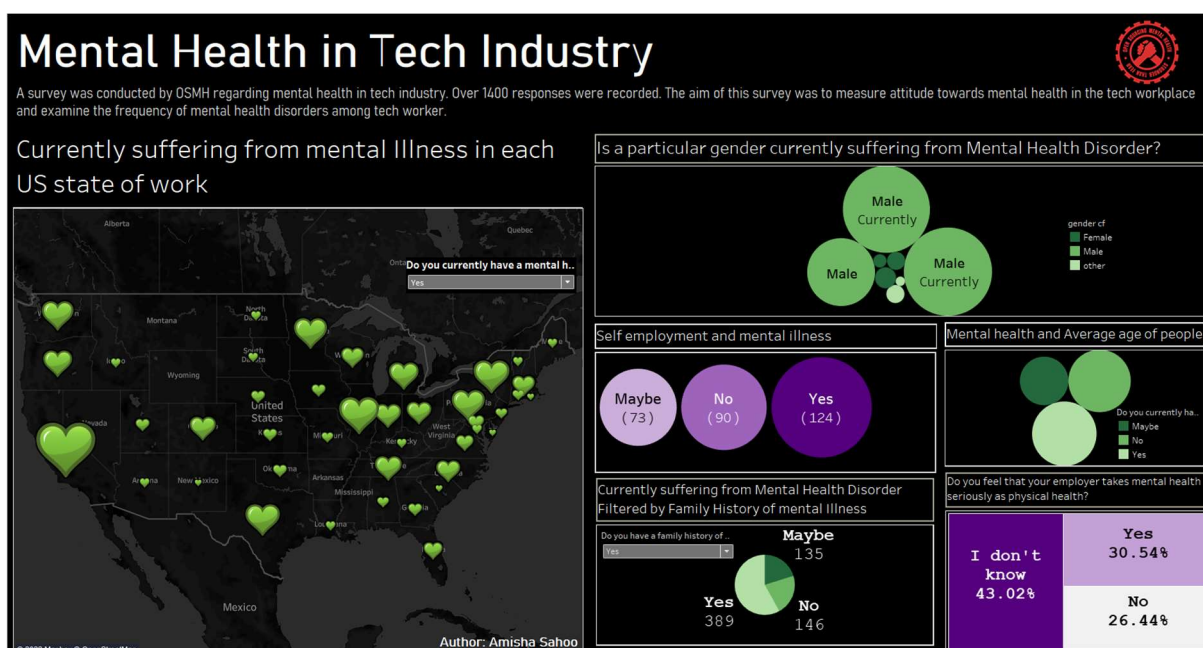 Mental Health in Tech Industry
A survey was conducted by OSMH regarding mental health in tech industry. Over 1400 responses were recorded. The aim of this survey was to measure attitude towards mental health in the tech workplace
and examine the frequency of mental health disorders among tech worker.
Currently suffering from mental Illness in each
US state of work
Alberta
Quebec
Do you currently have a mental h..
Yes
Montana
Wyoming
United
States
West
Virginia
Arkansas
Mississippi
Mexico
Author: Amisha Sahoo
Is a particular gender currently suffering from Mental Health Disorder?
Male
Currently
Male
Male
Currently
gender cf
Female
Male
other
Self employment and mental illness
Maybe
(73)
No
(90)
Yes
(124)
Mental health and Average age of people
Do you currently ha..
Maybe
No
Yes
Currently suffering from Mental Health Disorder
Filtered by Family History of mental Illness
Do you have a family history of ..
Yes
Maybe
135
Yes
389
No
146
Do you feel that your employer takes mental health
seriously as physical health?
I don't
know
43.02%
Yes
30.54%
No
26.44%